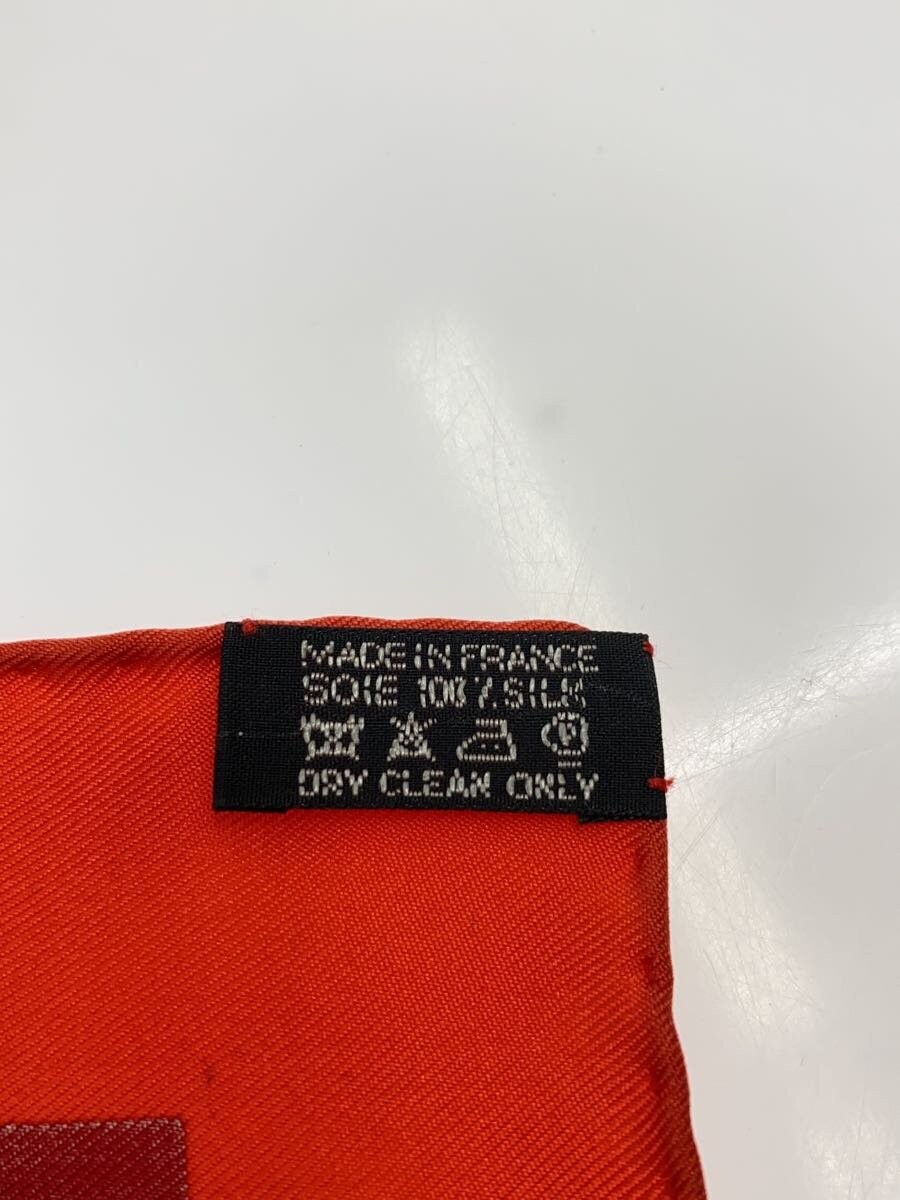 MADE IN FRANCE
SOIE 100% SILK
P
DRY CLEAN ONLY